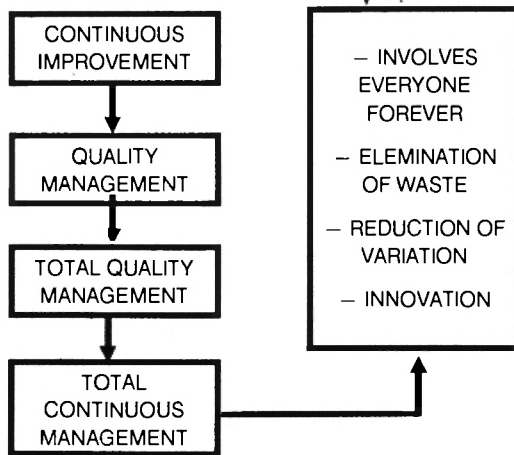 CONTINUOUS
IMPROVEMENT
QUALITY
MANAGEMENT
TOTAL QUALITY
MANAGEMENT
TOTAL
CONTINUOUS
MANAGEMENT
– INVOLVES
EVERYONE
FOREVER
– ELEMINATION
OF WASTE
– REDUCTION OF
VARIATION
– INNOVATION